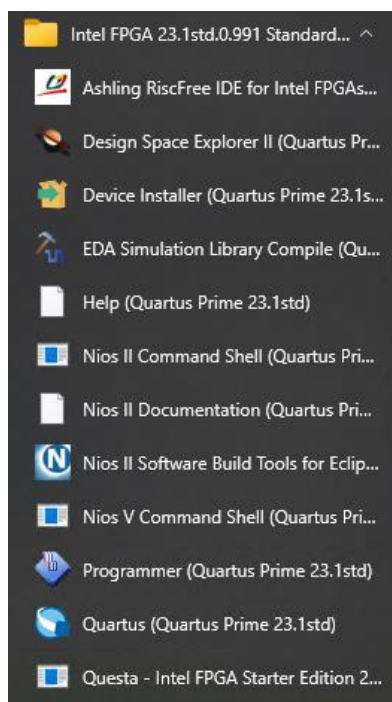 Intel FPGA 23.1std.0.991 Standard...
Ashling RiscFree IDE for Intel FPGAs...
Design Space Explorer II (Quartus Pr...
Device Installer (Quartus Prime 23.1s...
EDA Simulation Library Compile (Qu...
Help (Quartus Prime 23.1std)
Nios II Command Shell (Quartus Pri...
Nios II Documentation (Quartus Pri...
Nios II Software Build Tools for Eclip...
Nios V Command Shell (Quartus Pri...
Programmer (Quartus Prime 23.1std)
Quartus (Quartus Prime 23.1std)
Questa - Intel FPGA Starter Edition 2...